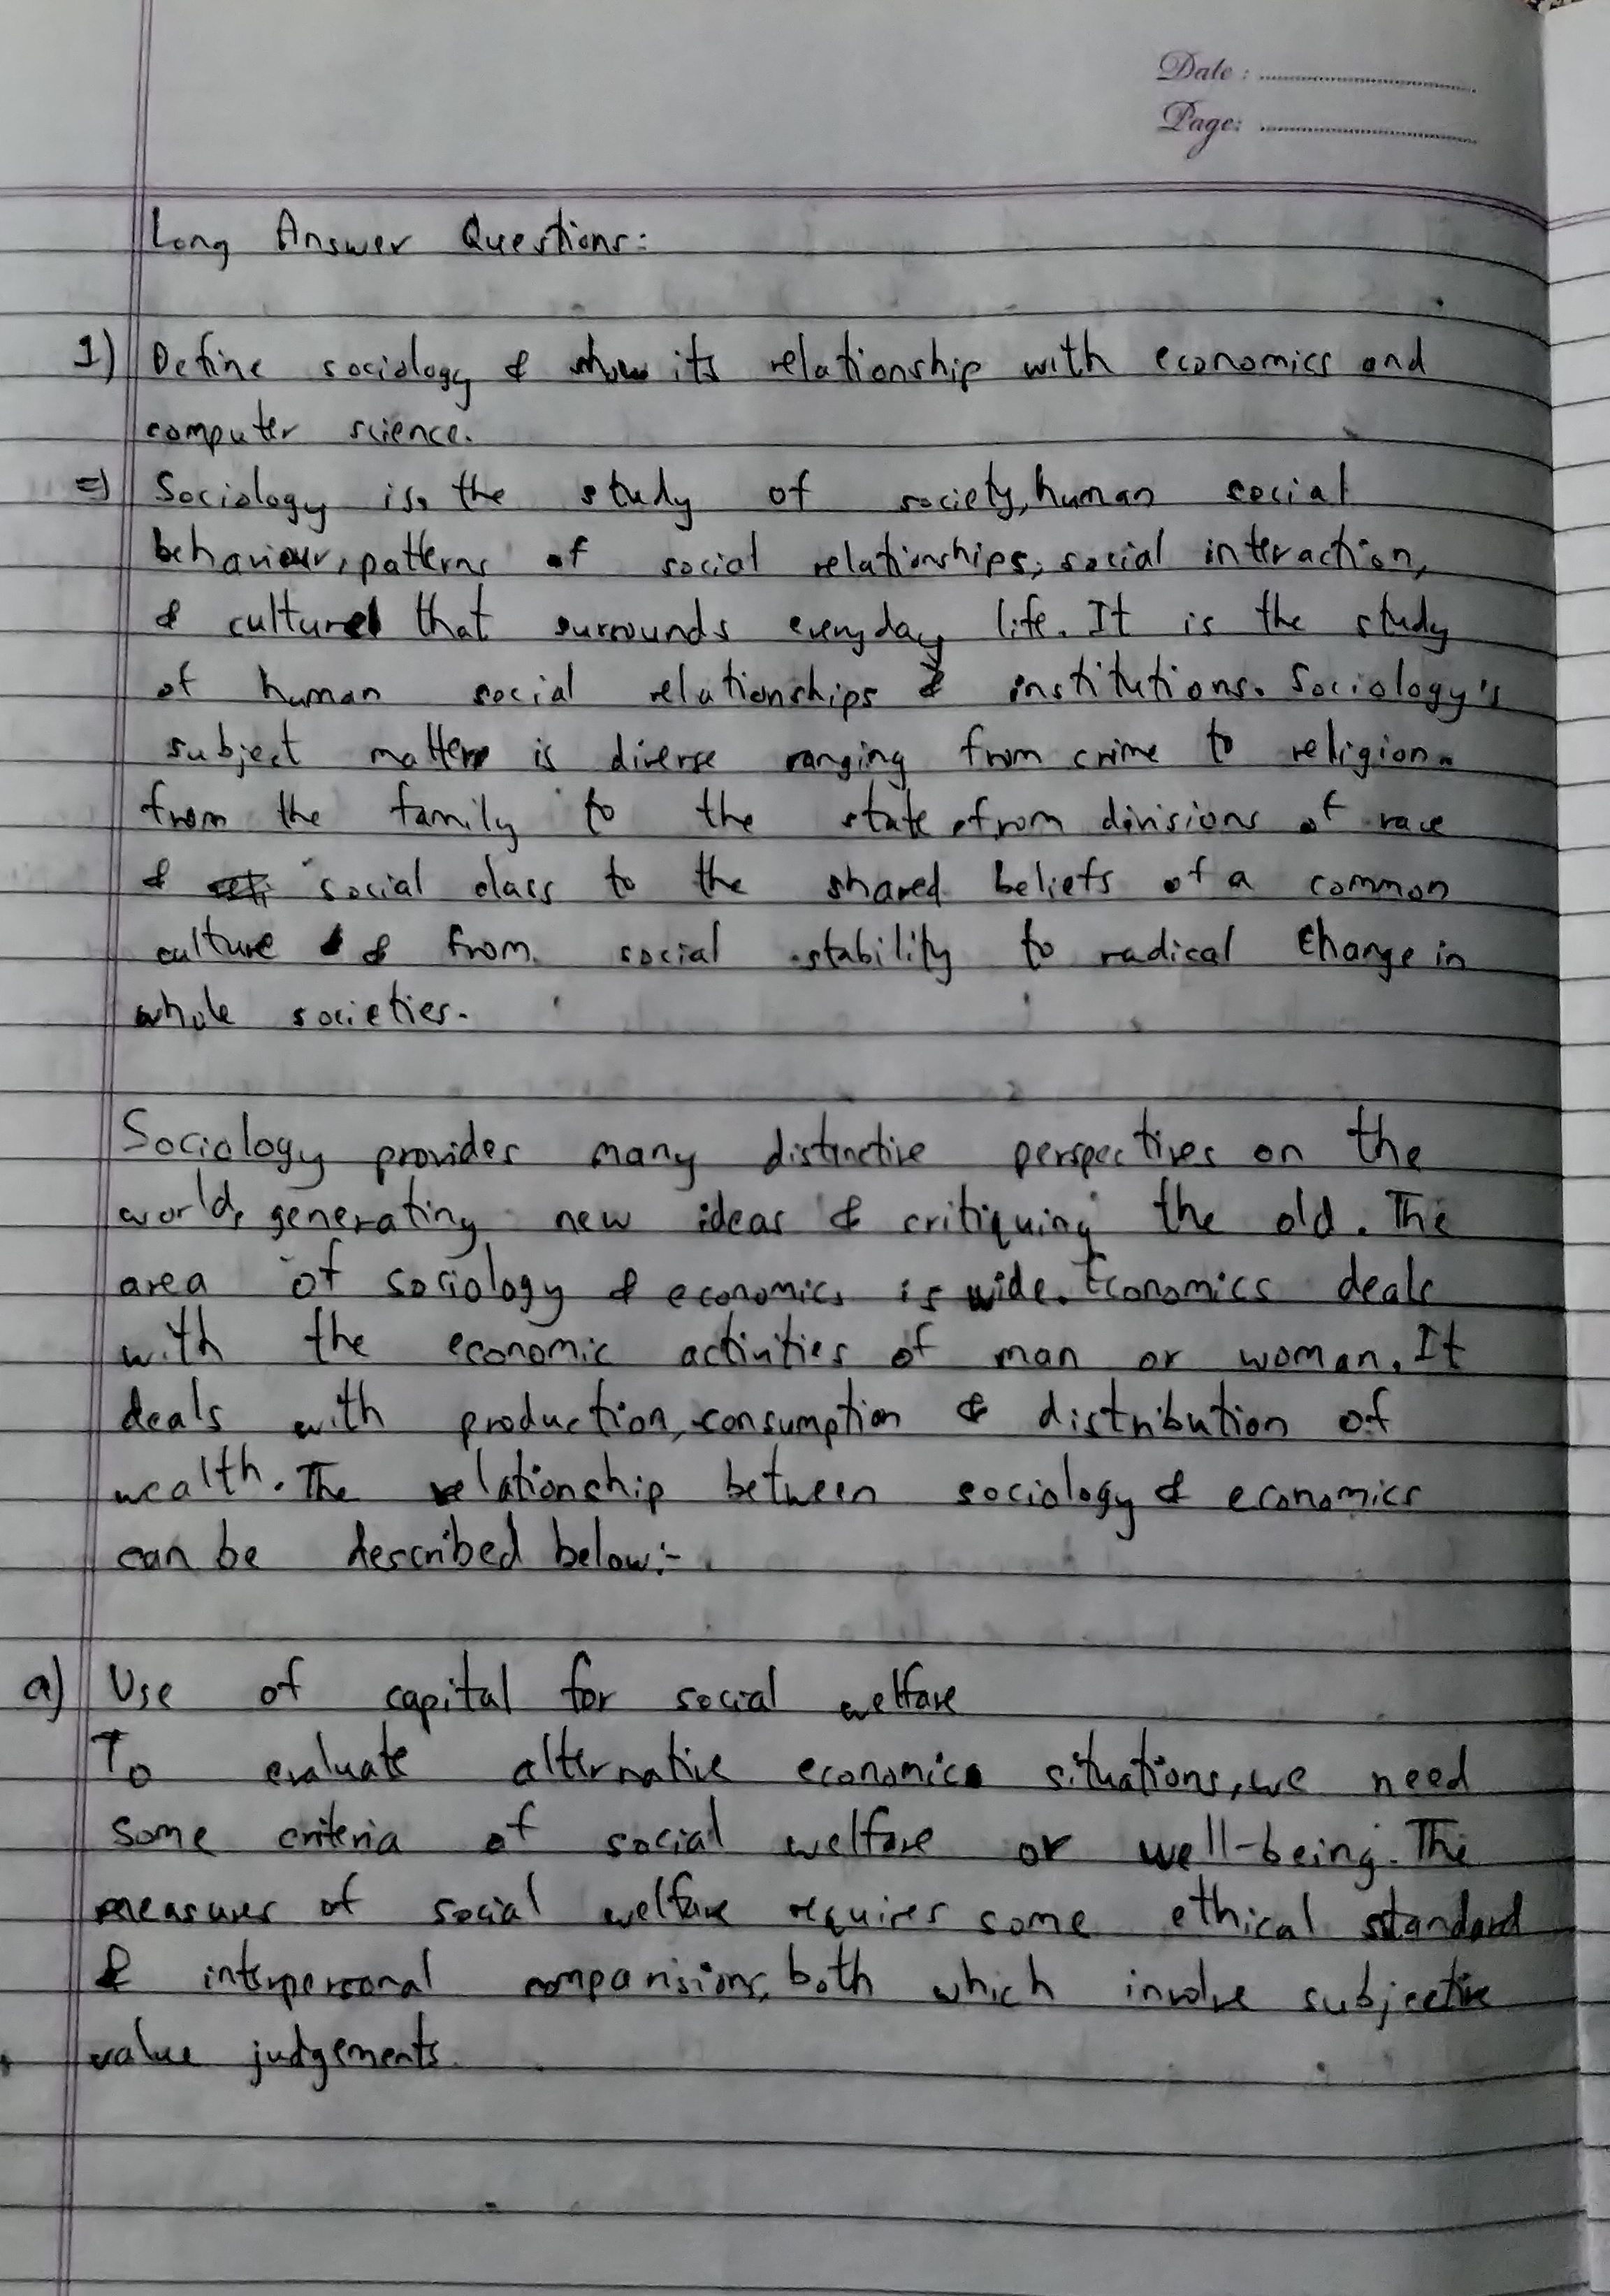 Date :
Page:
Long Answer Questions:
1) Define sociology & show its relationship with economics and
computer science.
=) Sociology is the study of society, human social
behaviour, patterns of social relationships, social interaction,
& culture that surrounds everyday life. It is the study
of human social relationships & institutions. Sociology's
subject matter is diverse ranging from crime to religion.
from the family to the state, from divisions of race
& social class to the shared beliefs of a common
culture & from social stability to radical change in
whole societies.
Sociology provides many distinctive perspectives on the
world, generating new ideas & critiquing the old. The
area of sociology & economics is wide. Economics deals
with the economic activities of man or woman. It
deals with production, consumption & distribution of
wealth. The relationship between sociology & economics
can be described below:-
a) Use of capital for social welfare
To evaluate alternative economic situations, we need
some criteria of social welfare or well-being. The
measures of social welfare requires some ethical standard
& interpersonal comparisions, both which involve subjective
value judgements.